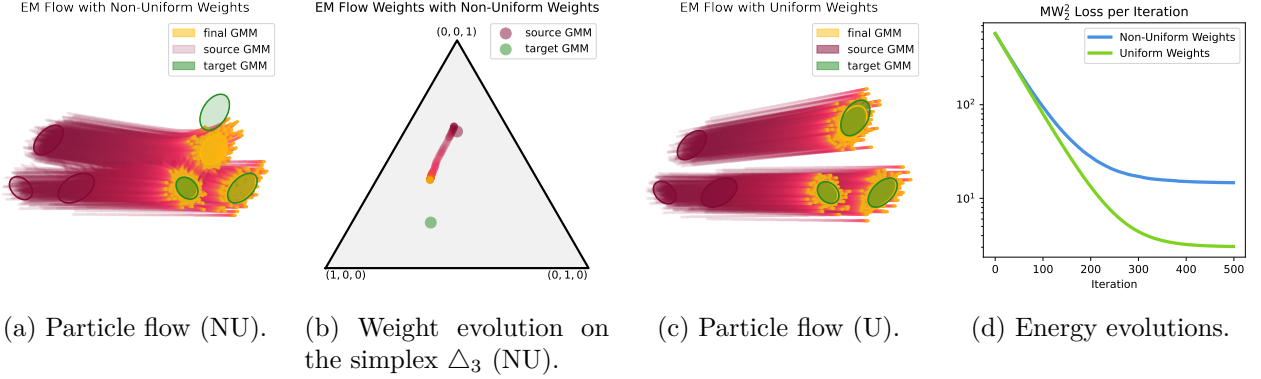 EM Flow with Non-Uniform Weights
final GMM
source GMM
target GMM
(a) Particle flow (NU).
EM Flow Weights with Non-Uniform Weights
(0, 0, 1)
source GMM
target GMM
(1, 0, 0)
(0, 1, 0)
(b) Weight evolution on
the simplex △₃ (NU).
EM Flow with Uniform Weights
final GMM
source GMM
target GMM
(c) Particle flow (U).
MW₂² Loss per Iteration
Non-Uniform Weights
Uniform Weights
10²
10¹
0 100 200 300 400 500
Iteration
(d) Energy evolutions.